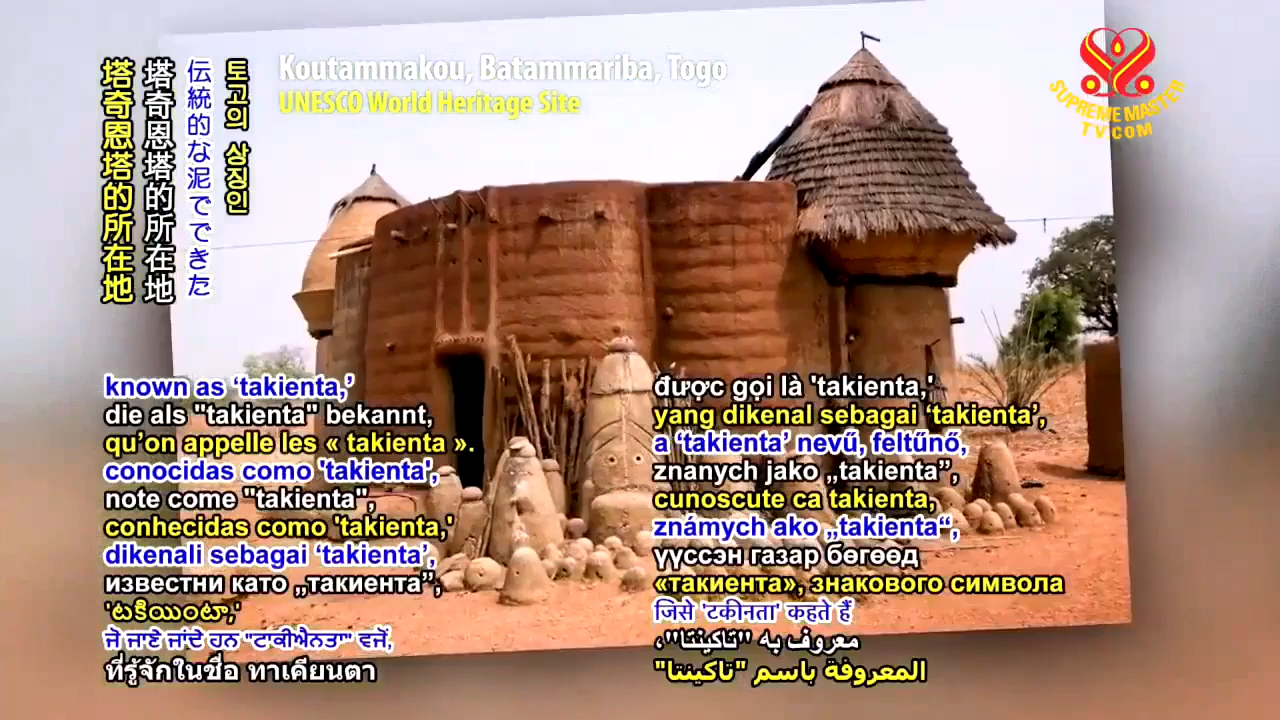 Koutammakou, Batammariba, Togo
UNESCO World Heritage Site
SUPREME MASTER
TV COM
토고의 상징인
伝統的な泥でできた
塔奇恩塔的所在地
塔奇恩塔的所在地
known as ‘takienta,’
die als "takienta" bekannt,
qu’on appelle les « takienta ».
conocidas como 'takienta',
note come "takienta",
conhecidas como 'takienta,'
dikenali sebagai ‘takienta’,
известни като „такиента”,
'టకియింటా,'
ਜੋ ਜਾਣੇ ਜਾਂਦੇ ਹਨ "ਟਾਕੀਐਨਤਾ" ਵਜੋਂ,
ที่รู้จักในชื่อ ทาเคียนตา
được gọi là 'takienta,'
yang dikenal sebagai ‘takienta’,
a ‘takienta’ nevű, feltűnő,
znanych jako „takienta”,
cunoscute ca takienta,
známych ako „takienta“,
үүссэн газар бөгөөд
«такиента», знакового символа
जिसे 'टकीनता' कहते हैं
معروف به "تاکینتا"،
المعروفة باسم "تاكينتا"